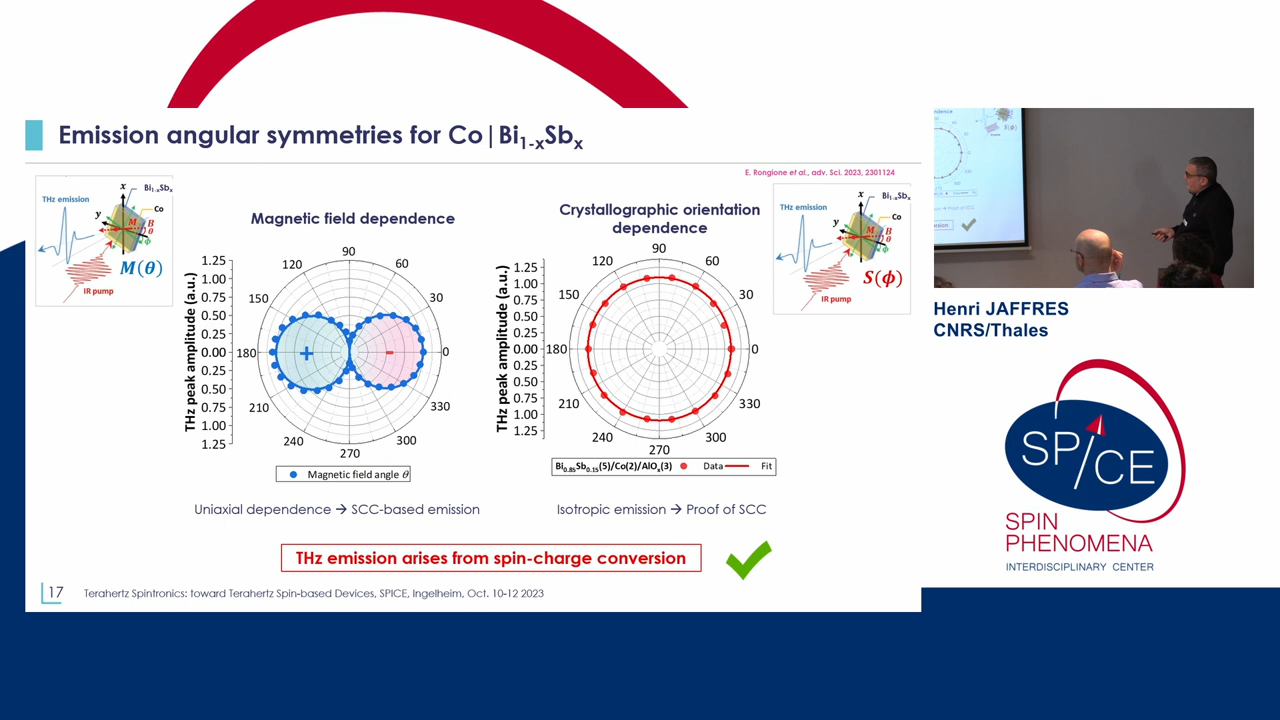 Emission angular symmetries for Co|Bi1-xSbx
E. Rongione et al., adv. Sci. 2023, 2301124
THz emission
x
Bi1-xSbx
Co
y
M
B
θ
ϕ
M(θ)
IR pump
Magnetic field dependence
THz peak amplitude (a.u.)
1.25
1.00
0.75
0.50
0.25
0.00
0.25
0.50
0.75
1.00
1.25
90
120
60
150
30
180
0
210
330
240
300
270
+
-
Magnetic field angle θ
Uniaxial dependence → SCC-based emission
Crystallographic orientation
dependence
THz peak amplitude (a.u.)
1.25
1.00
0.75
0.50
0.25
0.00
0.25
0.50
0.75
1.00
1.25
90
120
60
150
30
180
0
210
330
240
300
270
Bi0.85Sb0.15(5)/Co(2)/AlOx(3)
Data
Fit
Isotropic emission → Proof of SCC
THz emission
x
Bi1-xSbx
Co
y
M
B
θ
ϕ
S(ϕ)
IR pump
THz emission arises from spin-charge conversion
17
Terahertz Spintronics: toward Terahertz Spin-based Devices, SPICE, Ingelheim, Oct. 10-12 2023
Henri JAFFRES
CNRS/Thales
SP/CE
SPIN
PHENOMENA
INTERDISCIPLINARY CENTER